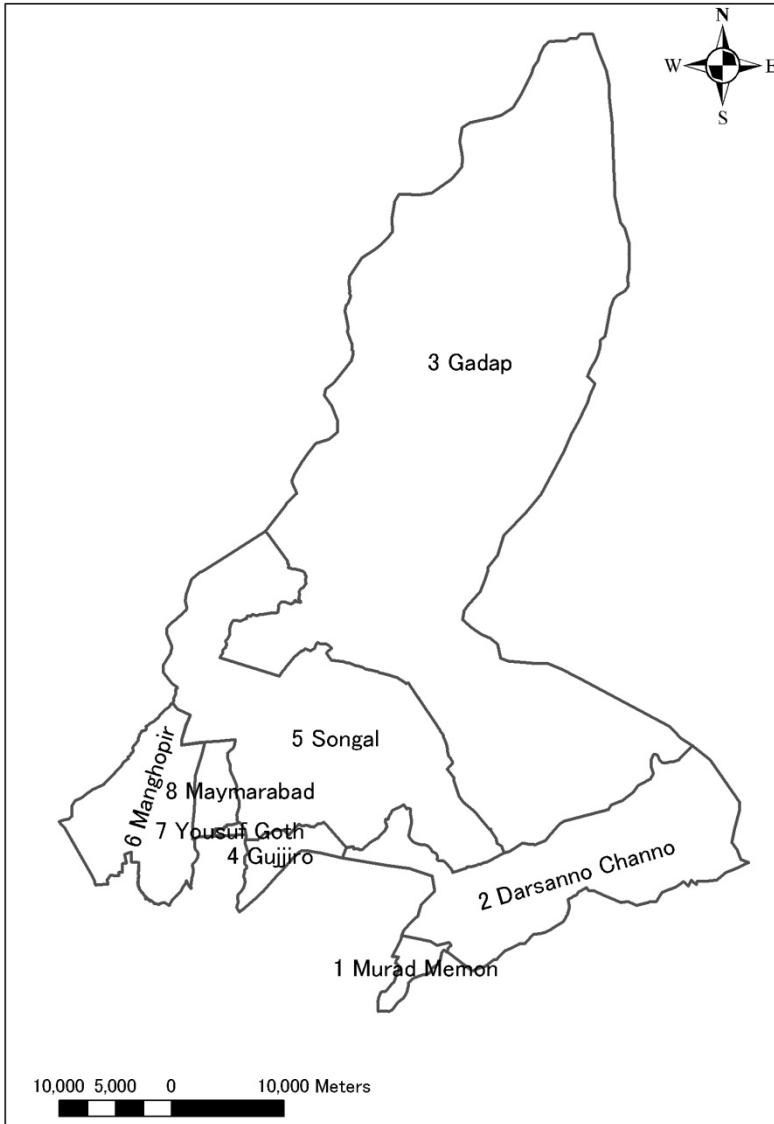 N
W E
S
3 Gadap
5 Songal
6 Manghopir
8 Maymarabad
7 Yousuf Goth
4 Gujjiro
2 Darsanno Channo
1 Murad Memon
10,000 5,000 0 10,000 Meters